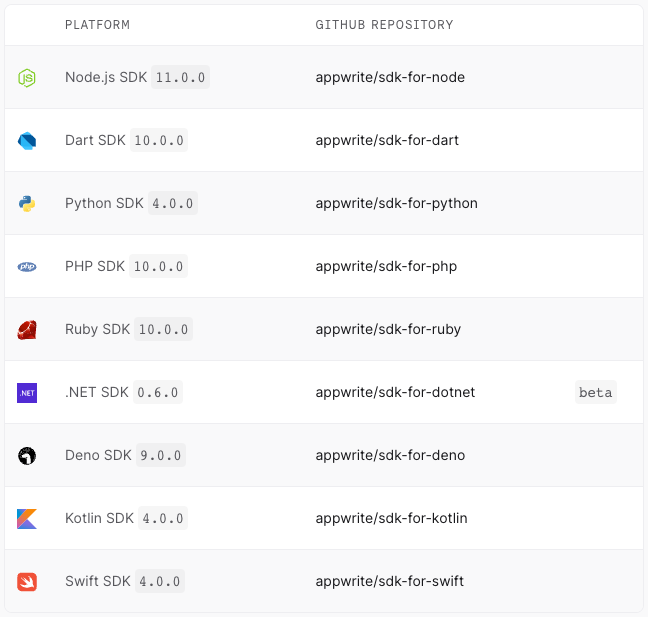 PLATFORM GITHUB REPOSITORY
JS Node.js SDK 11.0.0 appwrite/sdk-for-node
Dart SDK 10.0.0 appwrite/sdk-for-dart
Python SDK 4.0.0 appwrite/sdk-for-python
php PHP SDK 10.0.0 appwrite/sdk-for-php
Ruby SDK 10.0.0 appwrite/sdk-for-ruby
.NET .NET SDK 0.6.0 appwrite/sdk-for-dotnet beta
Deno SDK 9.0.0 appwrite/sdk-for-deno
Kotlin SDK 4.0.0 appwrite/sdk-for-kotlin
Swift SDK 4.0.0 appwrite/sdk-for-swift